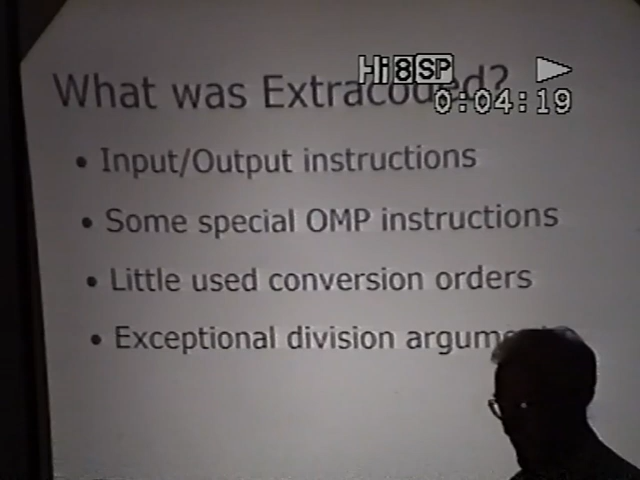 Hi8 SP
What was Extracoded?
0:04:19
• Input/Output instructions
• Some special OMP instructions
• Little used conversion orders
• Exceptional division